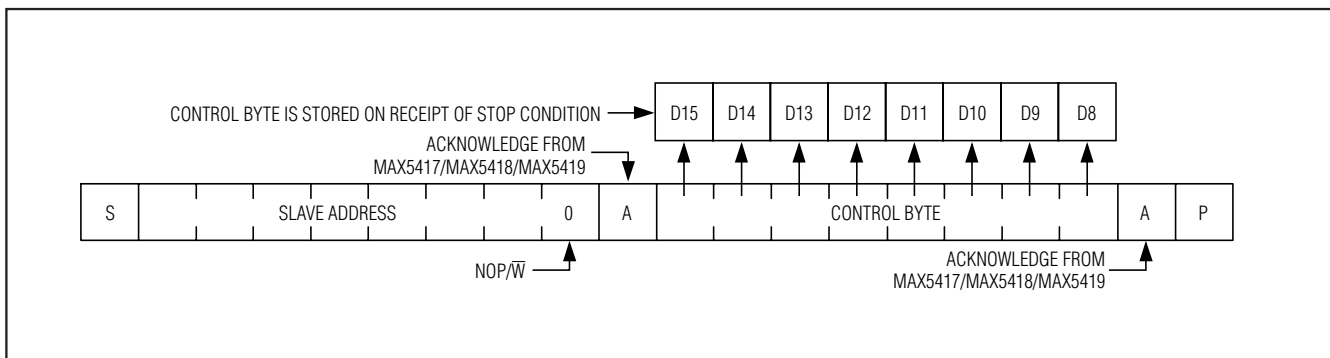 CONTROL BYTE IS STORED ON RECEIPT OF STOP CONDITION D15 D14 D13 D12 D11 D10 D9 D8
ACKNOWLEDGE FROM
MAX5417/MAX5418/MAX5419
S SLAVE ADDRESS 0 A CONTROL BYTE A P
NOP/W̅
ACKNOWLEDGE FROM
MAX5417/MAX5418/MAX5419